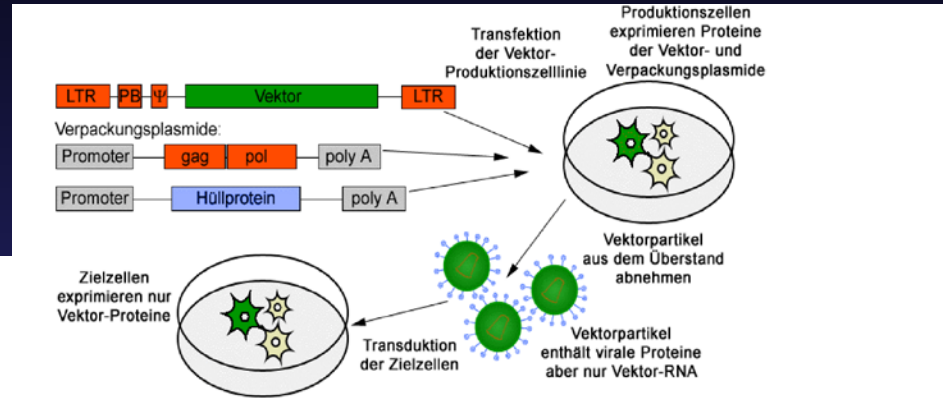 Transfektion
der Vektor-
Produktionszelllinie
Produktionszellen
exprimieren Proteine
der Vektor- und
Verpackungsplasmide
LTR PB Ψ Vektor LTR
Verpackungsplasmide:
Promoter gag pol poly A
Promoter Hüllprotein poly A
Vektorpartikel
aus dem Überstand
abnehmen
Zielzellen
exprimieren nur
Vektor-Proteine
Transduktion
der Zielzellen
Vektorpartikel
enthält virale Proteine
aber nur Vektor-RNA